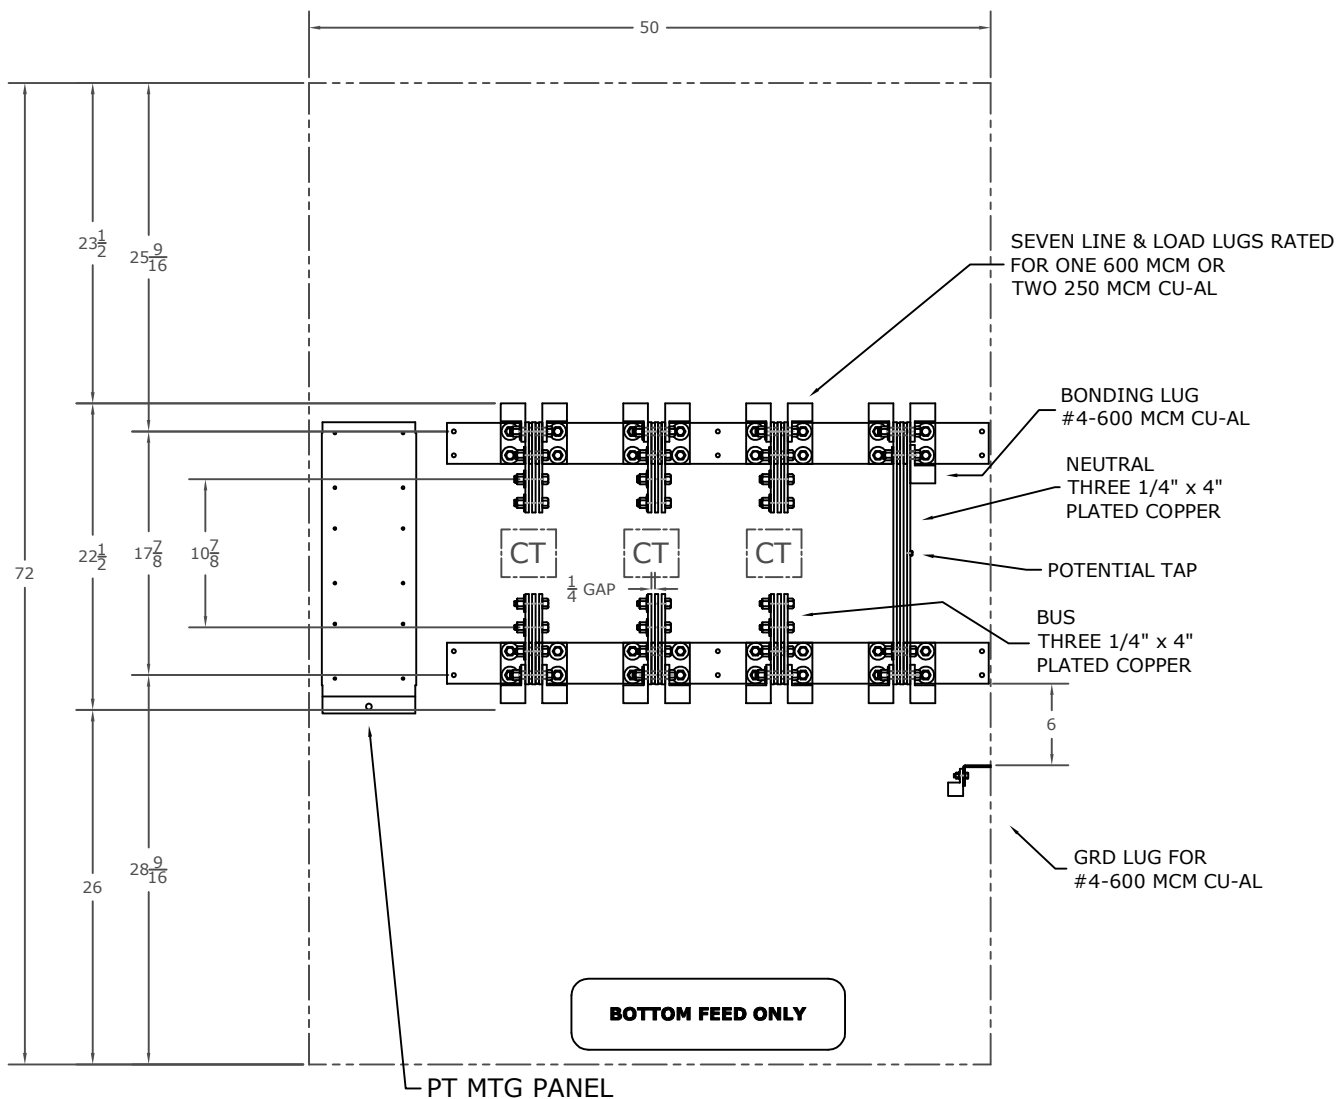 50
23 1/2
25 9/16
SEVEN LINE & LOAD LUGS RATED
FOR ONE 600 MCM OR
TWO 250 MCM CU-AL
BONDING LUG
#4-600 MCM CU-AL
NEUTRAL
THREE 1/4" x 4"
PLATED COPPER
72
22 1/2
17 7/8
10 7/8
CT
CT
CT
1/4 GAP
POTENTIAL TAP
BUS
THREE 1/4" x 4"
PLATED COPPER
6
26
28 9/16
GRD LUG FOR
#4-600 MCM CU-AL
BOTTOM FEED ONLY
PT MTG PANEL